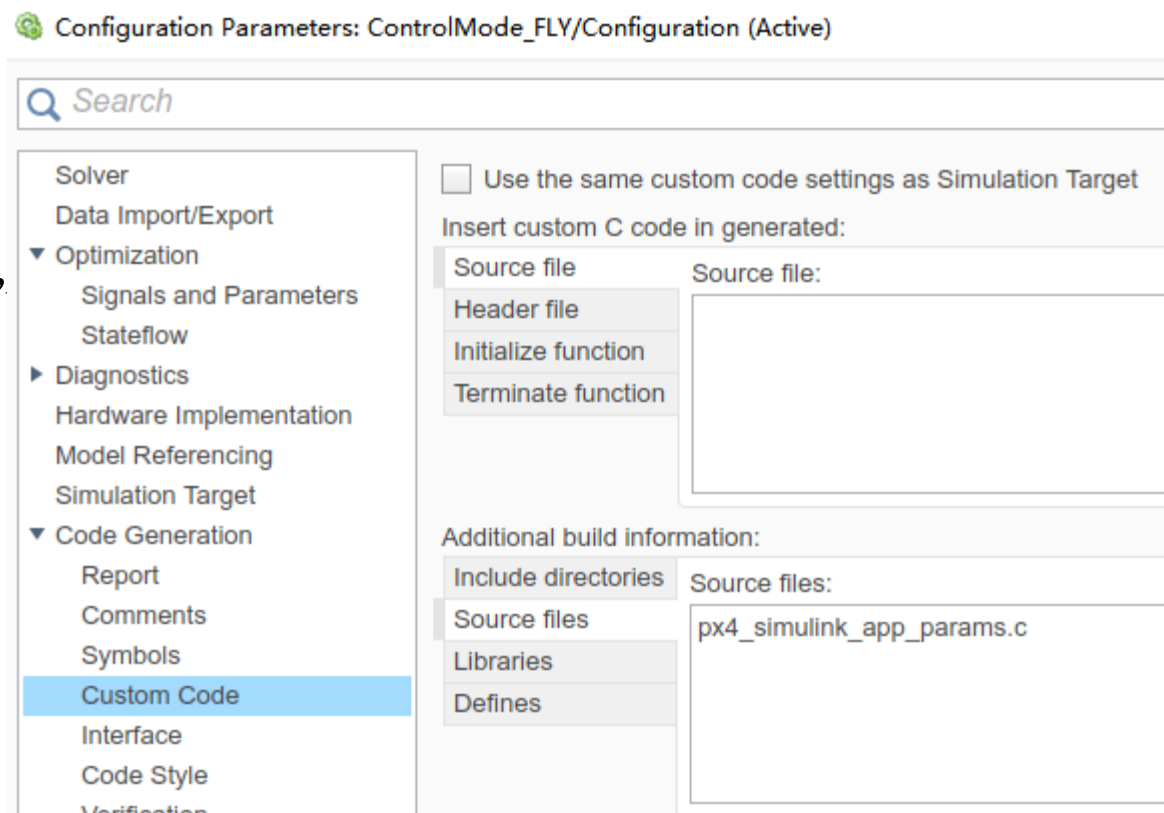 Configuration Parameters: ControlMode_FLY/Configuration (Active)
Search
Solver
Data Import/Export
Optimization
Signals and Parameters
Stateflow
Diagnostics
Hardware Implementation
Model Referencing
Simulation Target
Code Generation
Report
Comments
Symbols
Custom Code
Interface
Code Style
Verification
Use the same custom code settings as Simulation Target
Insert custom C code in generated:
Source file
Header file
Initialize function
Terminate function
Source file:
Additional build information:
Include directories
Source files
Libraries
Defines
Source files:
px4_simulink_app_params.c